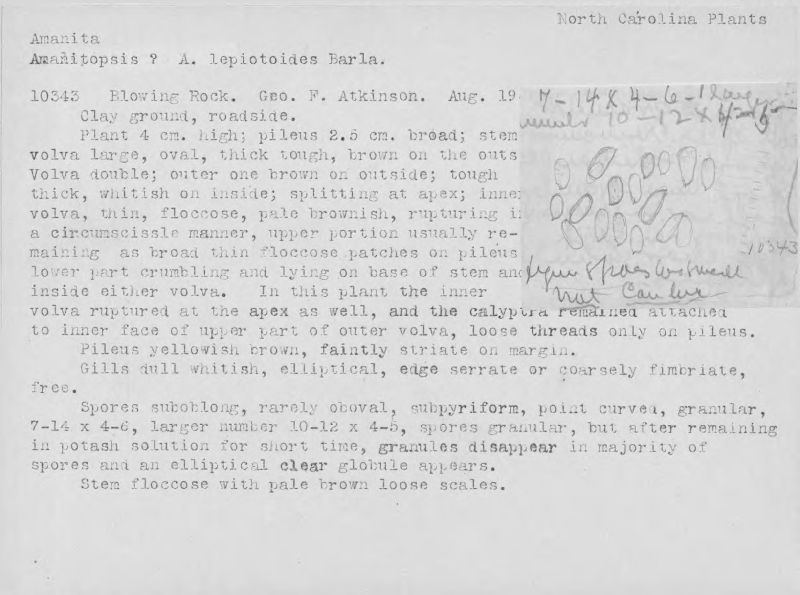 North Carolina Plants
Amanita
Amanitopsis ? A. lepiotoides Barla.
10343 Blowing Rock. Geo. F. Atkinson. Aug. 19
Clay ground, roadside.
Plant 4 cm. high; pileus 2.5 cm. broad; stem
volva large, oval, thick tough, brown on the outs
Volva double; outer one brown on outside; tough
thick, whitish on inside; splitting at apex; inner
volva, thin, floccose, pale brownish, rupturing in
a circumscissle manner, upper portion usually re-
maining as broad thin floccose patches on pileus
lower part crumbling and lying on base of stem and
inside either volva. In this plant the inner
volva ruptured at the apex as well, and the calyptra remained attached
to inner face of upper part of outer volva, loose threads only on pileus.
Pileus yellowish brown, faintly striate on margin.
Gills dull whitish, elliptical, edge serrate or coarsely fimbriate,
free.
Spores suboblong, rarely oboval, subpyriform, point curved, granular,
7-14 x 4-6, larger number 10-12 x 4-5, spores granular, but after remaining
in potash solution for short time, granules disappear in majority of
spores and an elliptical clear globule appears.
Stem floccose with pale brown loose scales.
7-14 X 4-6- larger
number 10-12 X 4-5
10343
spores
not